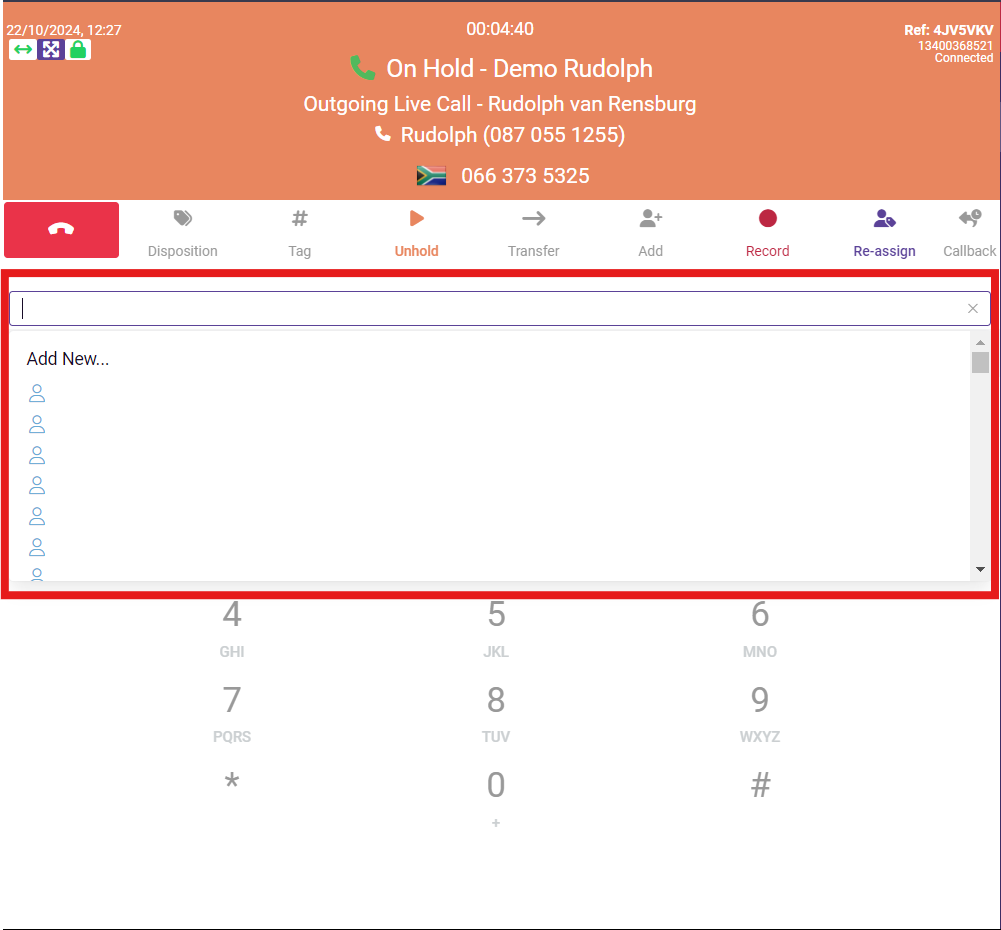 22/10/2024, 12:27
00:04:40
Ref: 4JV5VKV
13400368521
Connected
On Hold - Demo Rudolph
Outgoing Live Call - Rudolph van Rensburg
Rudolph (087 055 1255)
066 373 5325
Disposition
Tag
Unhold
Transfer
Add
Record
Re-assign
Callback
Add New...
4 5 6
GHI JKL MNO
7 8 9
PQRS TUV WXYZ
* 0 #
+